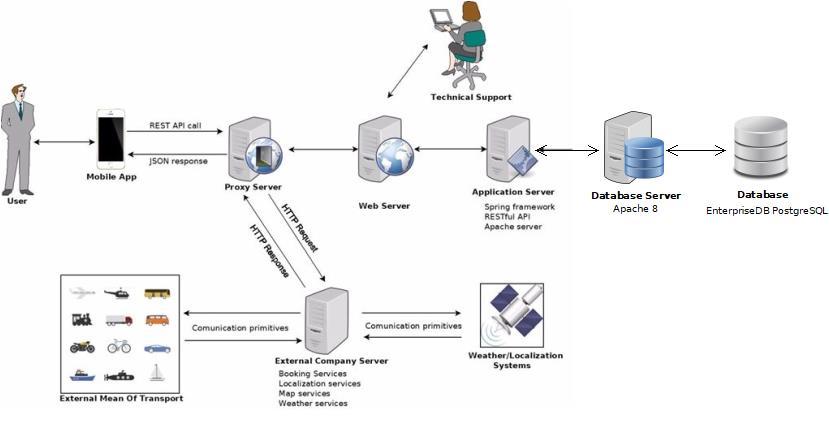 Technical Support
REST API call
JSON response
User
Mobile App
Proxy Server
Web Server
Application Server
Spring framework
RESTful API
Apache server
Database Server
Apache 8
Database
EnterpriseDB PostgreSQL
HTTP Request
HTTP Response
Comunication primitives
Comunication primitives
External Mean Of Transport
External Company Server
Booking Services
Localization services
Map services
Weather services
Weather/Localization
Systems